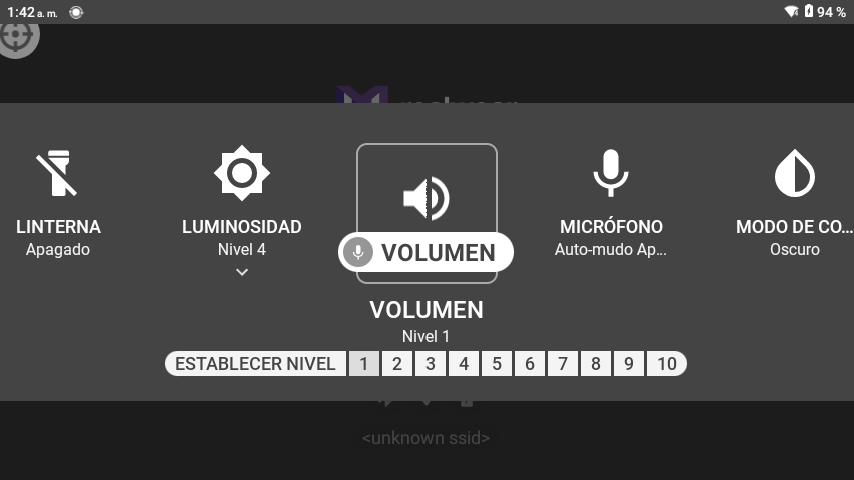 1:42 a. m.
94 %
LINTERNA
Apagado
LUMINOSIDAD
Nivel 4
VOLUMEN
MICRÓFONO
Auto-mudo Ap...
MODO DE CO...
Oscuro
VOLUMEN
Nivel 1
ESTABLECER NIVEL 1 2 3 4 5 6 7 8 9 10
<unknown ssid>